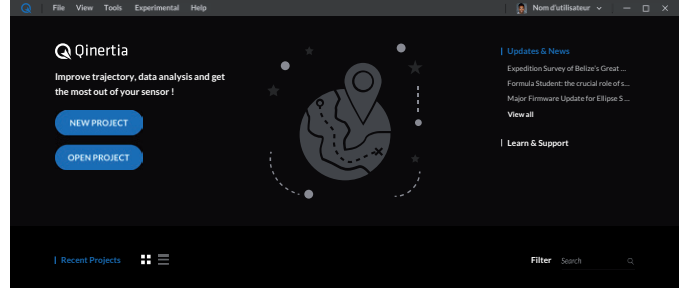 File View Tools Experimental Help
Nom d'utilisateur
Qinertia
Improve trajectory, data analysis and get
the most out of your sensor !
NEW PROJECT
OPEN PROJECT
Updates & News
Expedition Survey of Belize's Great ...
Formula Student: the crucial role of s...
Major Firmware Update for Ellipse S ...
View all
Learn & Support
Recent Projects
Filter Search